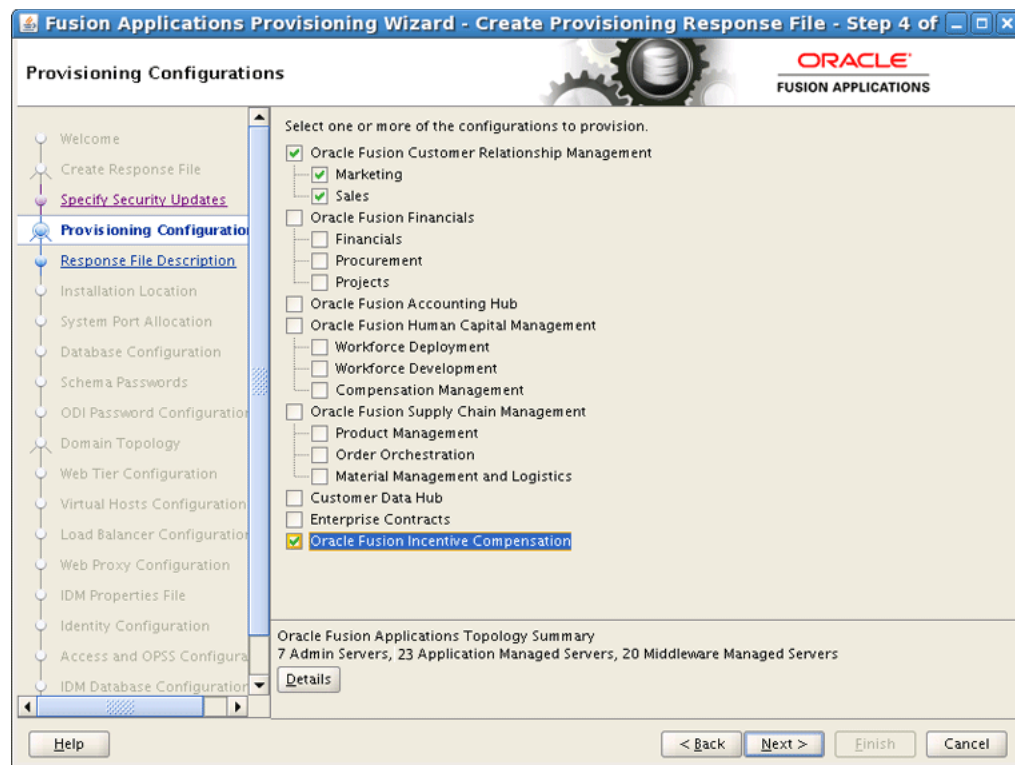 Fusion Applications Provisioning Wizard - Create Provisioning Response File - Step 4 of
Provisioning Configurations
ORACLE
FUSION APPLICATIONS
Welcome
Create Response File
Specify Security Updates
Provisioning Configuration
Response File Description
Installation Location
System Port Allocation
Database Configuration
Schema Passwords
ODI Password Configuration
Domain Topology
Web Tier Configuration
Virtual Hosts Configuration
Load Balancer Configuration
Web Proxy Configuration
IDM Properties File
Identity Configuration
Access and OPSS Configura
IDM Database Configuration
Select one or more of the configurations to provision.
Oracle Fusion Customer Relationship Management
Marketing
Sales
Oracle Fusion Financials
Financials
Procurement
Projects
Oracle Fusion Accounting Hub
Oracle Fusion Human Capital Management
Workforce Deployment
Workforce Development
Compensation Management
Oracle Fusion Supply Chain Management
Product Management
Order Orchestration
Material Management and Logistics
Customer Data Hub
Enterprise Contracts
Oracle Fusion Incentive Compensation
Oracle Fusion Applications Topology Summary
7 Admin Servers, 23 Application Managed Servers, 20 Middleware Managed Servers
Details
Help
< Back
Next >
Finish
Cancel